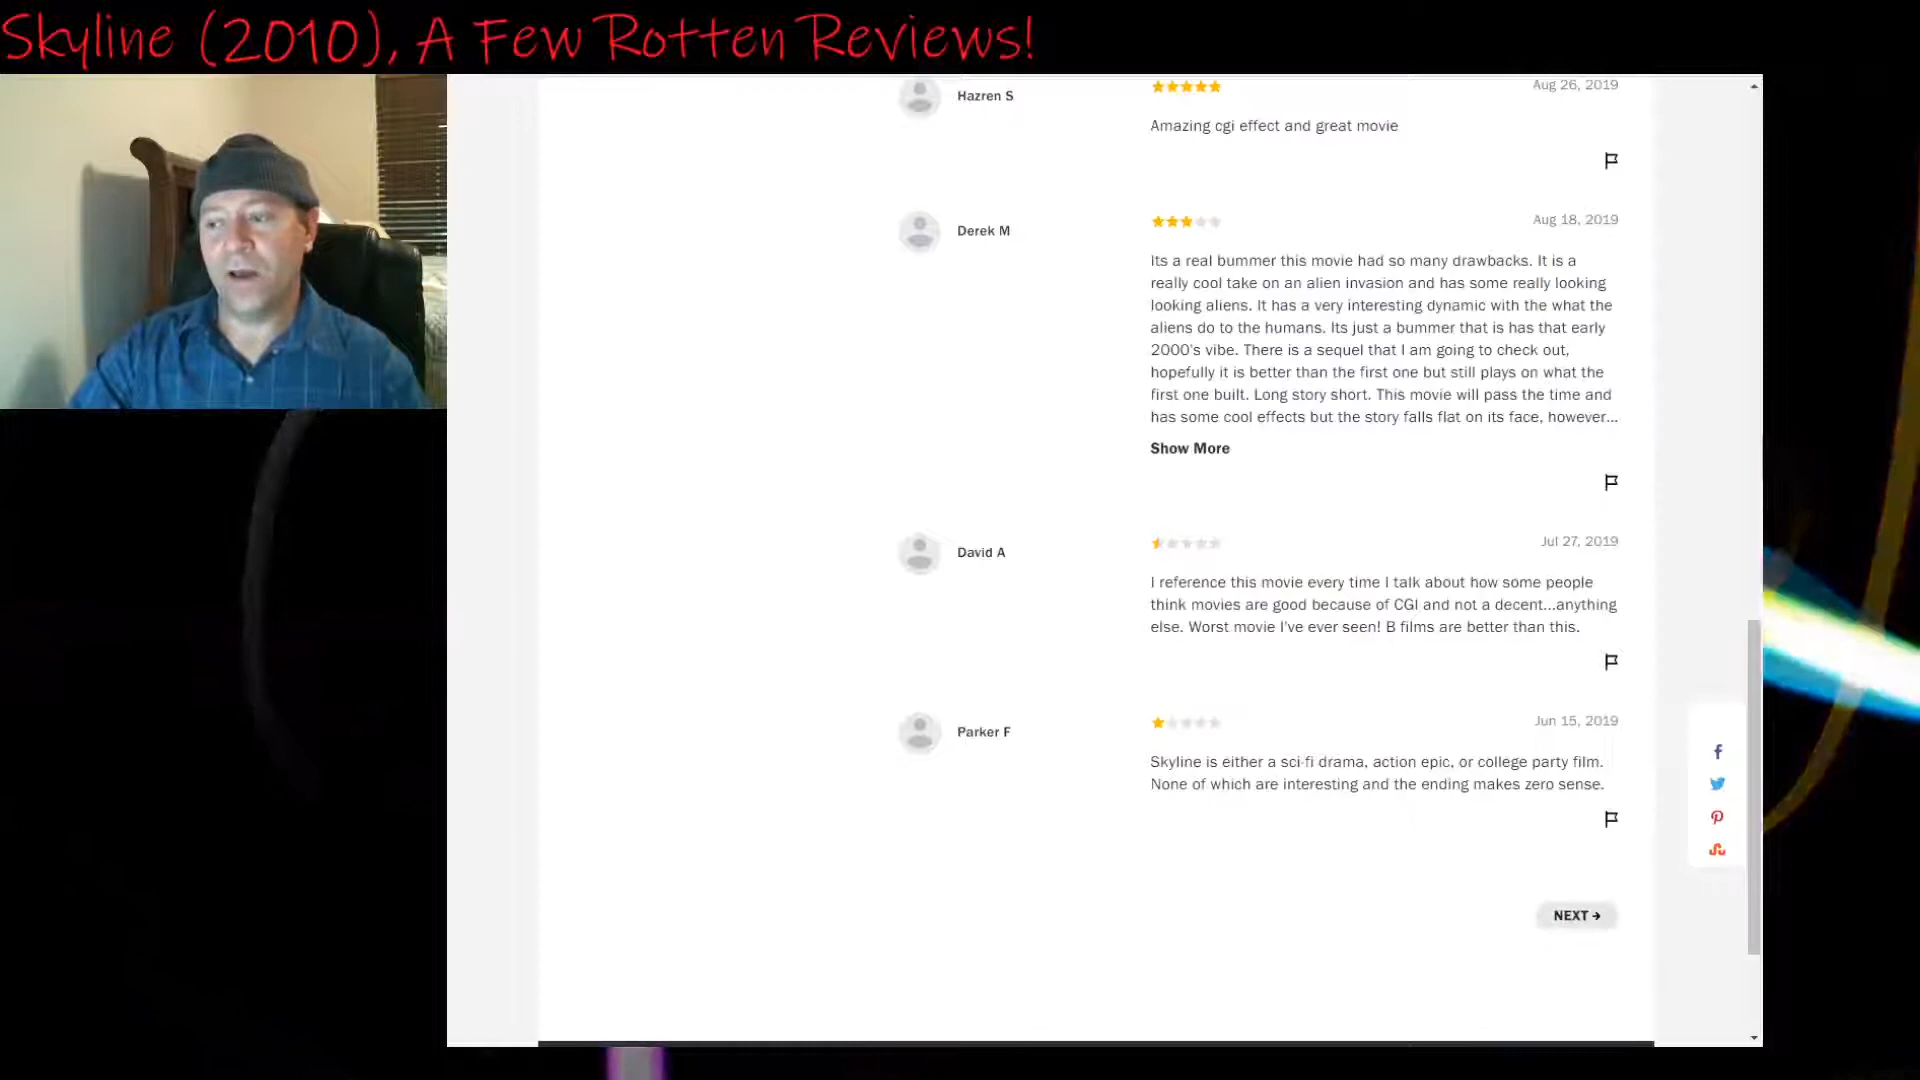 Skyline (2010), A Few Rotten Reviews!
Hazren S
Aug 26, 2019
Amazing cgi effect and great movie
Derek M
Aug 18, 2019
Its a real bummer this movie had so many drawbacks. It is a
really cool take on an alien invasion and has some really looking
looking aliens. It has a very interesting dynamic with the what the
aliens do to the humans. Its just a bummer that is has that early
2000's vibe. There is a sequel that I am going to check out,
hopefully it is better than the first one but still plays on what the
first one built. Long story short. This movie will pass the time and
has some cool effects but the story falls flat on its face, however...
Show More
David A
Jul 27, 2019
I reference this movie every time I talk about how some people
think movies are good because of CGI and not a decent...anything
else. Worst movie I've ever seen! B films are better than this.
Parker F
Jun 15, 2019
Skyline is either a sci-fi drama, action epic, or college party film.
None of which are interesting and the ending makes zero sense.
NEXT